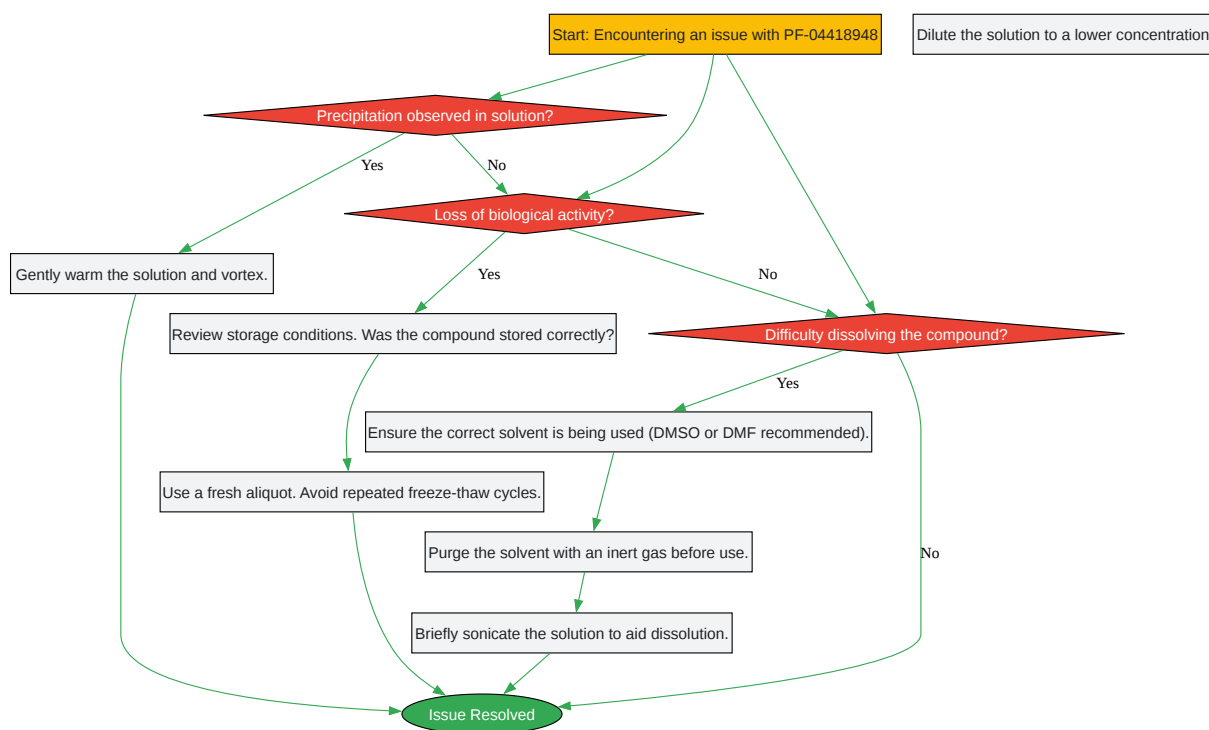 Start: Encountering an issue with PF-04418948
Dilute the solution to a lower concentration
Precipitation observed in solution?
Yes
No
Loss of biological activity?
Gently warm the solution and vortex.
Yes
No
Review storage conditions. Was the compound stored correctly?
Difficulty dissolving the compound?
Yes
Ensure the correct solvent is being used (DMSO or DMF recommended).
Use a fresh aliquot. Avoid repeated freeze-thaw cycles.
Purge the solvent with an inert gas before use.
No
Briefly sonicate the solution to aid dissolution.
Issue Resolved